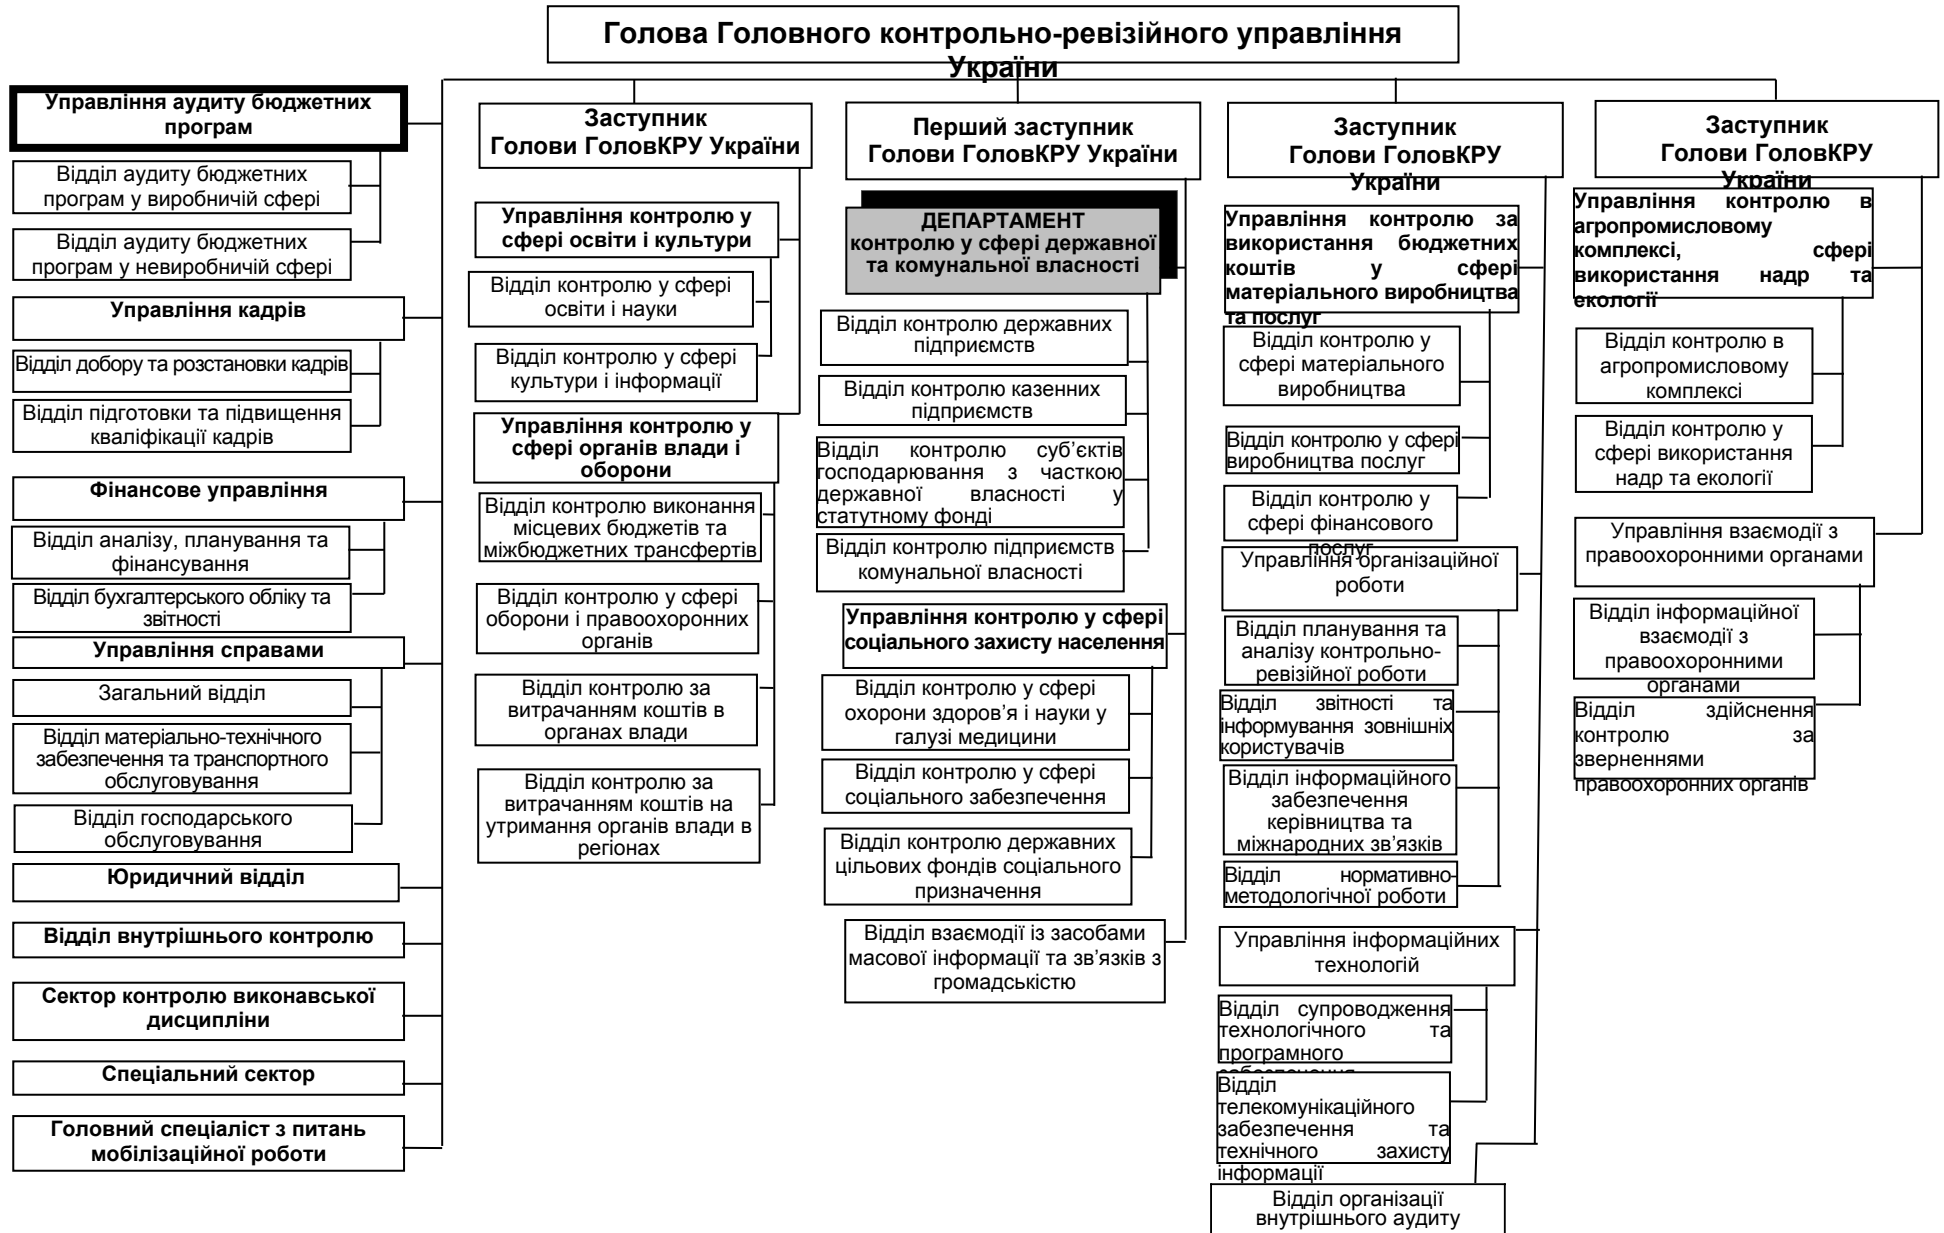 Голова Головного контрольно-ревізійного управління
України
Управління аудиту бюджетних
програм
Відділ аудиту бюджетних
програм у виробничій сфері
Відділ аудиту бюджетних
програм у невиробничій сфері
Управління кадрів
Відділ добору та розстановки кадрів
Відділ підготовки та підвищення
кваліфікації кадрів
Фінансове управління
Відділ аналізу, планування та
фінансування
Відділ бухгалтерського обліку та
звітності
Управління справами
Загальний відділ
Відділ матеріально-технічного
забезпечення та транспортного
обслуговування
Відділ господарського
обслуговування
Юридичний відділ
Відділ внутрішнього контролю
Сектор контролю виконавської
дисципліни
Спеціальний сектор
Головний спеціаліст з питань
мобілізаційної роботи
Заступник
Голови ГоловКРУ України
Управління контролю у
сфері освіти і культури
Відділ контролю у сфері
освіти і науки
Відділ контролю у сфері
культури і інформації
Управління контролю у
сфері органів влади і
оборони
Відділ контролю виконання
місцевих бюджетів та
міжбюджетних трансфертів
Відділ контролю у сфері
оборони і правоохоронних
органів
Відділ контролю за
витрачанням коштів в
органах влади
Відділ контролю за
витрачанням коштів на
утримання органів влади в
регіонах
Перший заступник
Голови ГоловКРУ України
ДЕПАРТАМЕНТ
контролю у сфері державної
та комунальної власності
Відділ контролю державних
підприємств
Відділ контролю казенних
підприємств
Відділ контролю суб’єктів
господарювання з часткою
державної власності у
статутному фонді
Відділ контролю підприємств
комунальної власності
Управління контролю у сфері
соціального захисту населення
Відділ контролю у сфері
охорони здоров’я і науки у
галузі медицини
Відділ контролю у сфері
соціального забезпечення
Відділ контролю державних
цільових фондів соціального
призначення
Відділ взаємодії із засобами
масової інформації та зв’язків з
громадськістю
Заступник
Голови ГоловКРУ
України
Управління контролю за
використання бюджетних
коштів у сфері
матеріального виробництва
та послуг
Відділ контролю у
сфері матеріального
виробництва
Відділ контролю у сфері
виробництва послуг
Відділ контролю у
сфері фінансового
послуг
Управління організаційної
роботи
Відділ планування та
аналізу контрольно-
ревізійної роботи
Відділ звітності та
інформування зовнішніх
користувачів
Відділ інформаційного
забезпечення
керівництва та
міжнародних зв’язків
Відділ нормативно-
методологічної роботи
Управління інформаційних
технологій
Відділ супроводження
технологічного та
програмного
забезпечення
Відділ
телекомунікаційного
забезпечення та
технічного захисту
інформації
Відділ організації
внутрішнього аудиту
Заступник
Голови ГоловКРУ
України
Управління контролю в
агропромисловому
комплексі, сфері
використання надр та
екології
Відділ контролю в
агропромисловому
комплексі
Відділ контролю у
сфері використання
надр та екології
Управління взаємодії з
правоохоронними органами
Відділ інформаційної
взаємодії з
правоохоронними
органами
Відділ здійснення
контролю за
зверненнями
правоохоронних органів